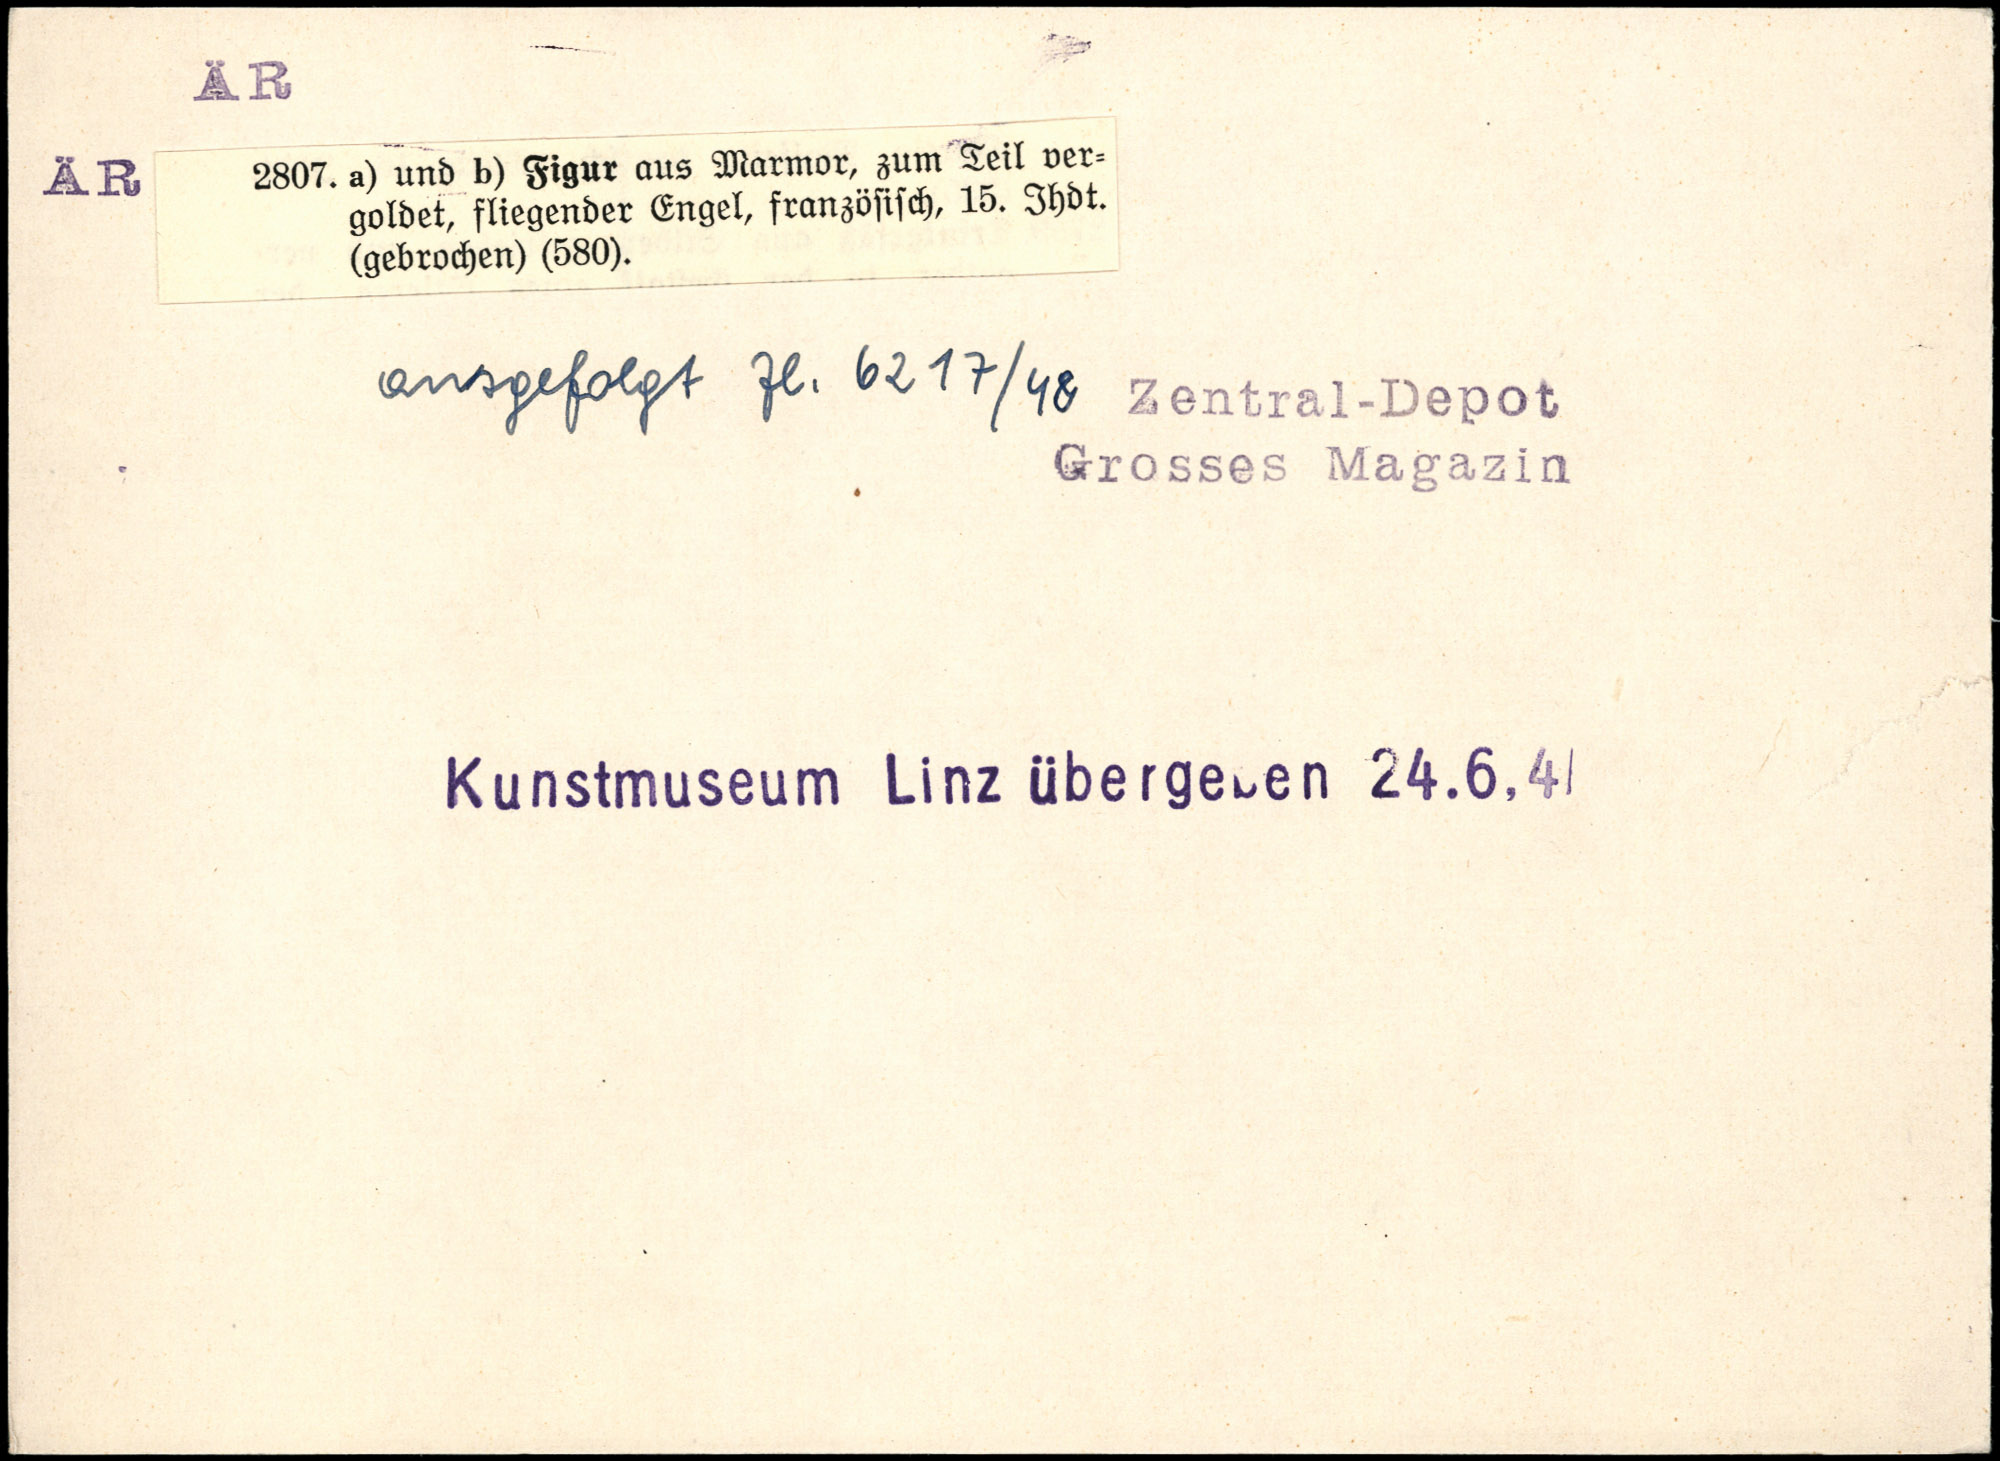 ÄR
ÄR
2807. a) und b) Figur aus Marmor, zum Teil ver-
goldet, fliegender Engel, französisch, 15. Jhdt.
(gebrochen) (580).
ausgefolgt Zl. 6217/48
Zentral-Depot
Grosses Magazin
Kunstmuseum Linz übergeben 24.6.41